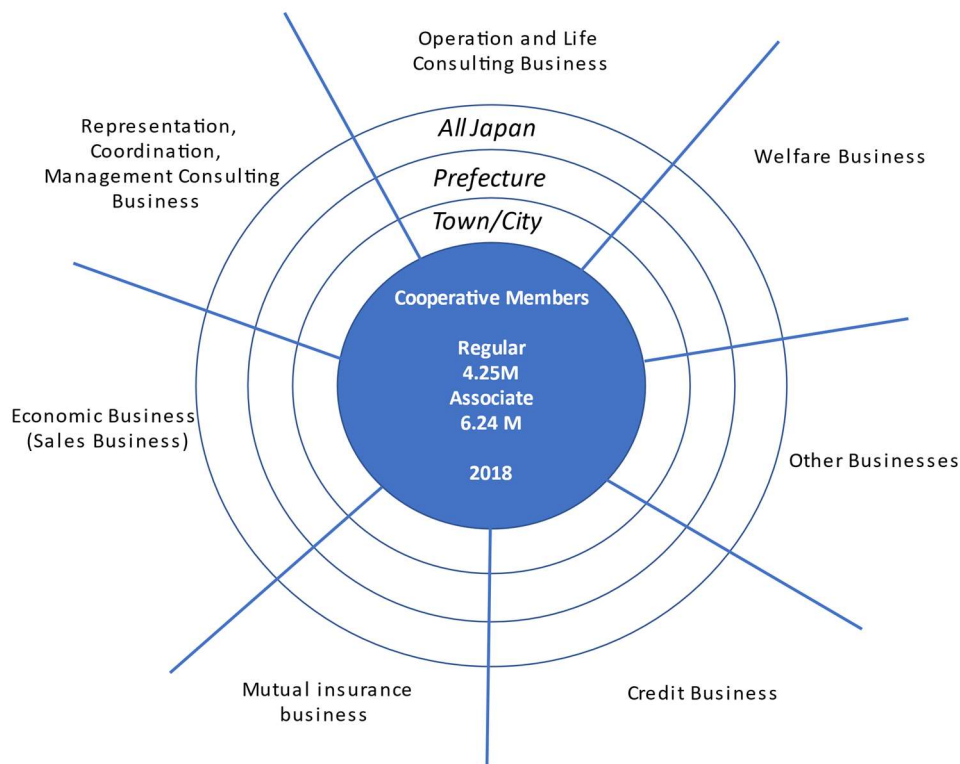 Operation and Life
Consulting Business
All Japan
Representation,
Coordination,
Management Consulting
Business
Welfare Business
Prefecture
Town/City
Cooperative Members
Regular
4.25M
Associate
6.24 M
2018
Economic Business
(Sales Business)
Other Businesses
Mutual insurance
business
Credit Business